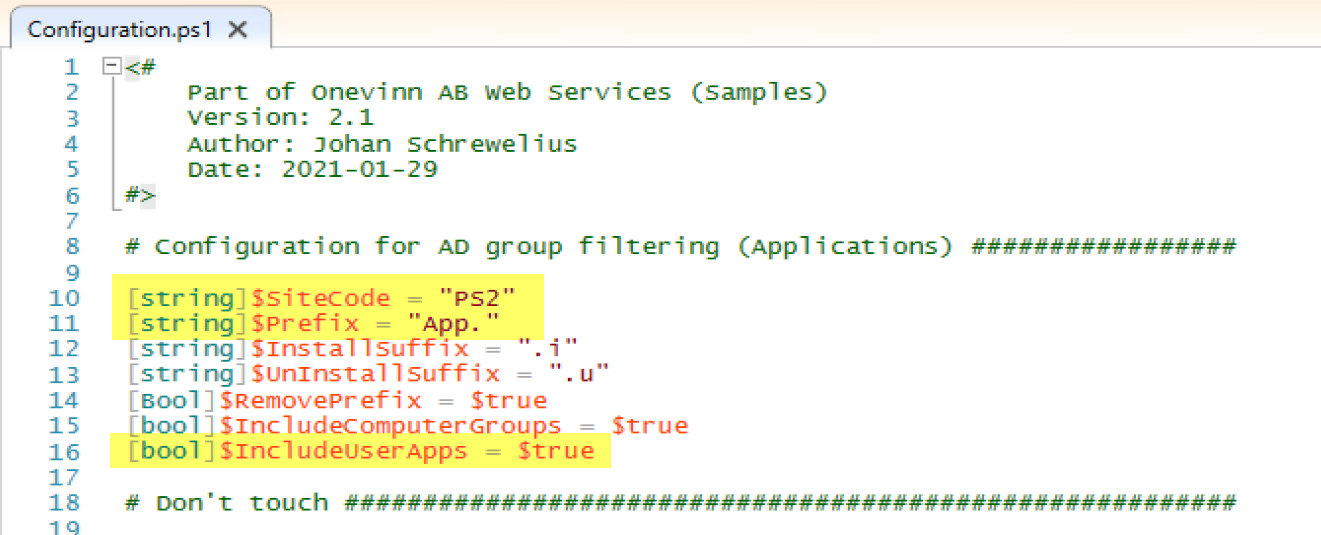 Configuration.ps1 ✕
1 <#
2 Part of Onevinn AB Web Services (Samples)
3 Version: 2.1
4 Author: Johan Schrewelius
5 Date: 2021-01-29
6 #>
7
8 # Configuration for AD group filtering (Applications) #################
9
10 [string]$SiteCode = "PS2"
11 [string]$Prefix = "App."
12 [string]$InstallSuffix = ".i"
13 [string]$UnInstallSuffix = ".u"
14 [Bool]$RemovePrefix = $true
15 [bool]$IncludeComputerGroups = $true
16 [bool]$IncludeUserApps = $true
17
18 # Don't touch #########################################################
19